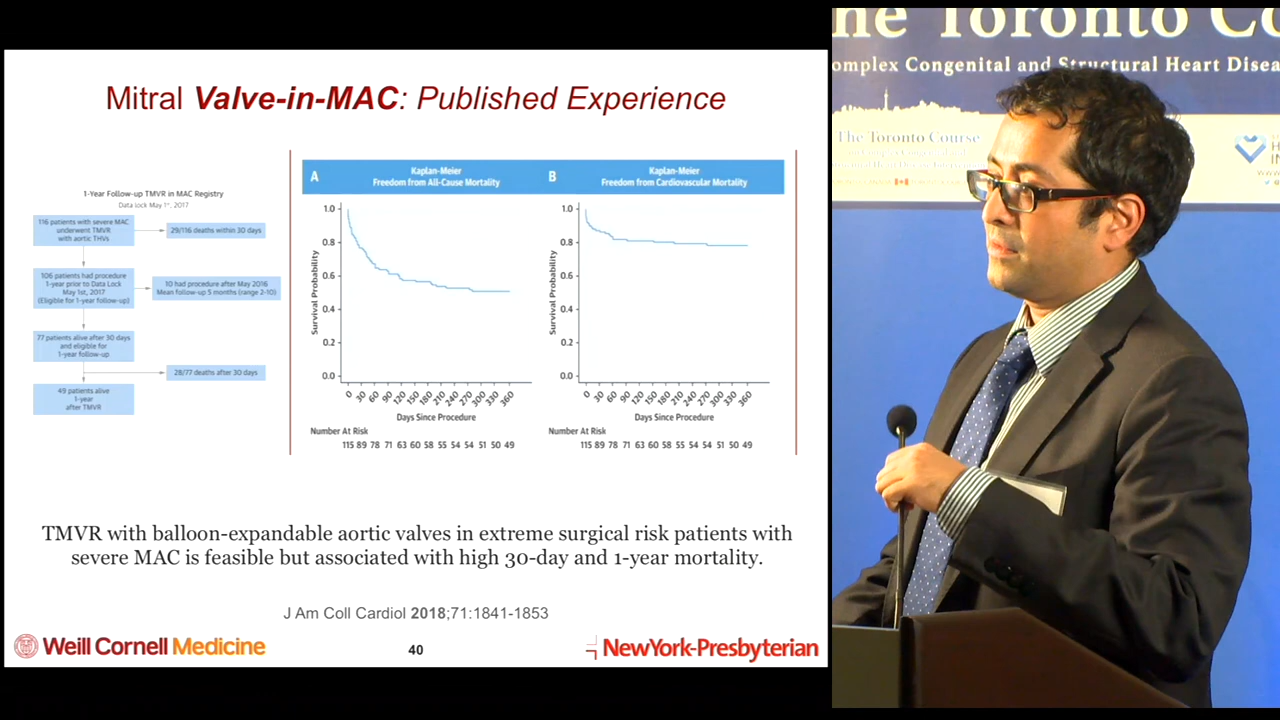 Mitral Valve-in-MAC: Published Experience
1-Year Follow-up TMVR in MAC Registry
Data lock May 1st, 2017
116 patients with severe MAC
underwent TMVR
with aortic THVs
29/116 deaths within 30 days
106 patients had procedure
1-year prior to Data Lock
May 1st, 2017
(Eligible for 1-year follow-up)
10 had procedure after May 2016
Mean follow-up 5 months (range 2-10)
77 patients alive after 30 days
and eligible for
1-year follow-up
28/77 deaths after 30 days
49 patients alive
1-year
after TMVR
A
Kaplan-Meier
Freedom from All-Cause Mortality
Survival Probability
1.0
0.8
0.6
0.4
0.2
0.0
0 30 60 90 120 150 180 210 240 270 300 330 360
Days Since Procedure
Number At Risk
115 89 78 71 63 60 58 55 54 54 51 50 49
B
Kaplan-Meier
Freedom from Cardiovascular Mortality
Survival Probability
1.0
0.8
0.6
0.4
0.2
0.0
0 30 60 90 120 150 180 210 240 270 300 330 360
Days Since Procedure
Number At Risk
115 89 78 71 63 60 58 55 54 54 51 50 49
TMVR with balloon-expandable aortic valves in extreme surgical risk patients with
severe MAC is feasible but associated with high 30-day and 1-year mortality.
J Am Coll Cardiol 2018;71:1841-1853
Weill Cornell Medicine
40
NewYork-Presbyterian
he Toronto Co
omplex Congenital and Structural Heart Disea
The Toronto Course